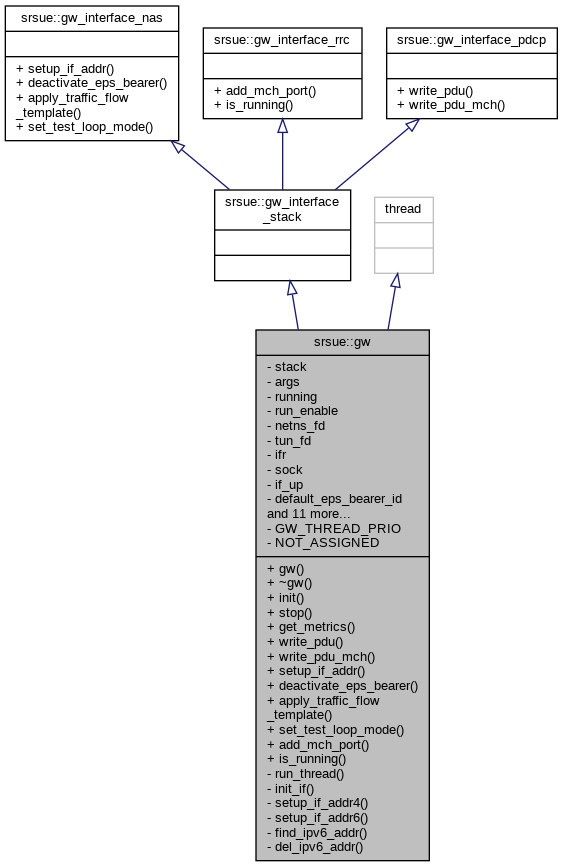 srsue::gw_interface_nas
+ setup_if_addr()
+ deactivate_eps_bearer()
+ apply_traffic_flow
_template()
+ set_test_loop_mode()
srsue::gw_interface_rrc
+ add_mch_port()
+ is_running()
srsue::gw_interface_pdcp
+ write_pdu()
+ write_pdu_mch()
srsue::gw_interface
_stack
thread
srsue::gw
- stack
- args
- running
- run_enable
- netns_fd
- tun_fd
- ifr
- sock
- if_up
- default_eps_bearer_id
and 11 more...
- GW_THREAD_PRIO
- NOT_ASSIGNED
+ gw()
+ ~gw()
+ init()
+ stop()
+ get_metrics()
+ write_pdu()
+ write_pdu_mch()
+ setup_if_addr()
+ deactivate_eps_bearer()
+ apply_traffic_flow
_template()
+ set_test_loop_mode()
+ add_mch_port()
+ is_running()
- run_thread()
- init_if()
- setup_if_addr4()
- setup_if_addr6()
- find_ipv6_addr()
- del_ipv6_addr()